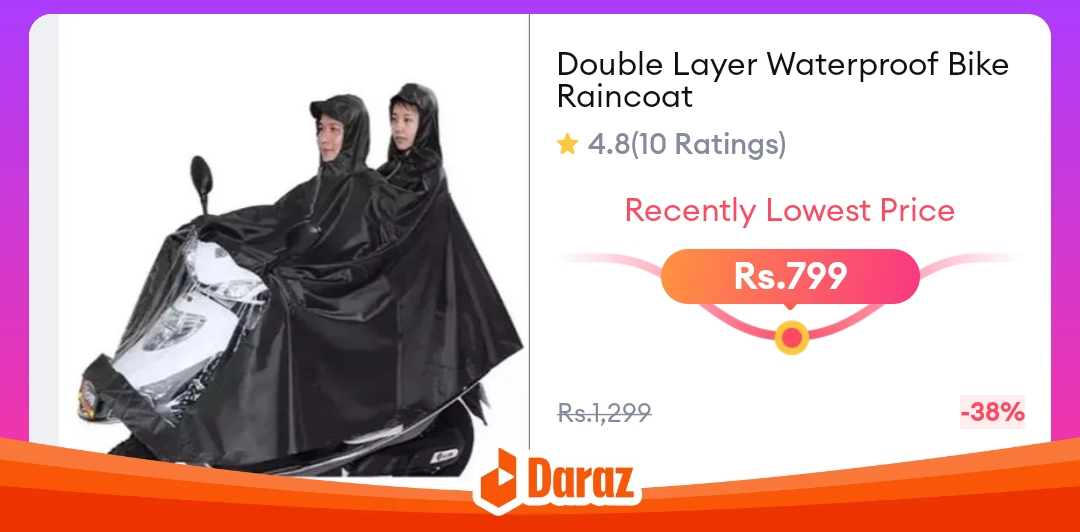 Double Layer Waterproof Bike
Raincoat
4.8(10 Ratings)
Recently Lowest Price
Rs.799
Rs.1,299
-38%
Daraz